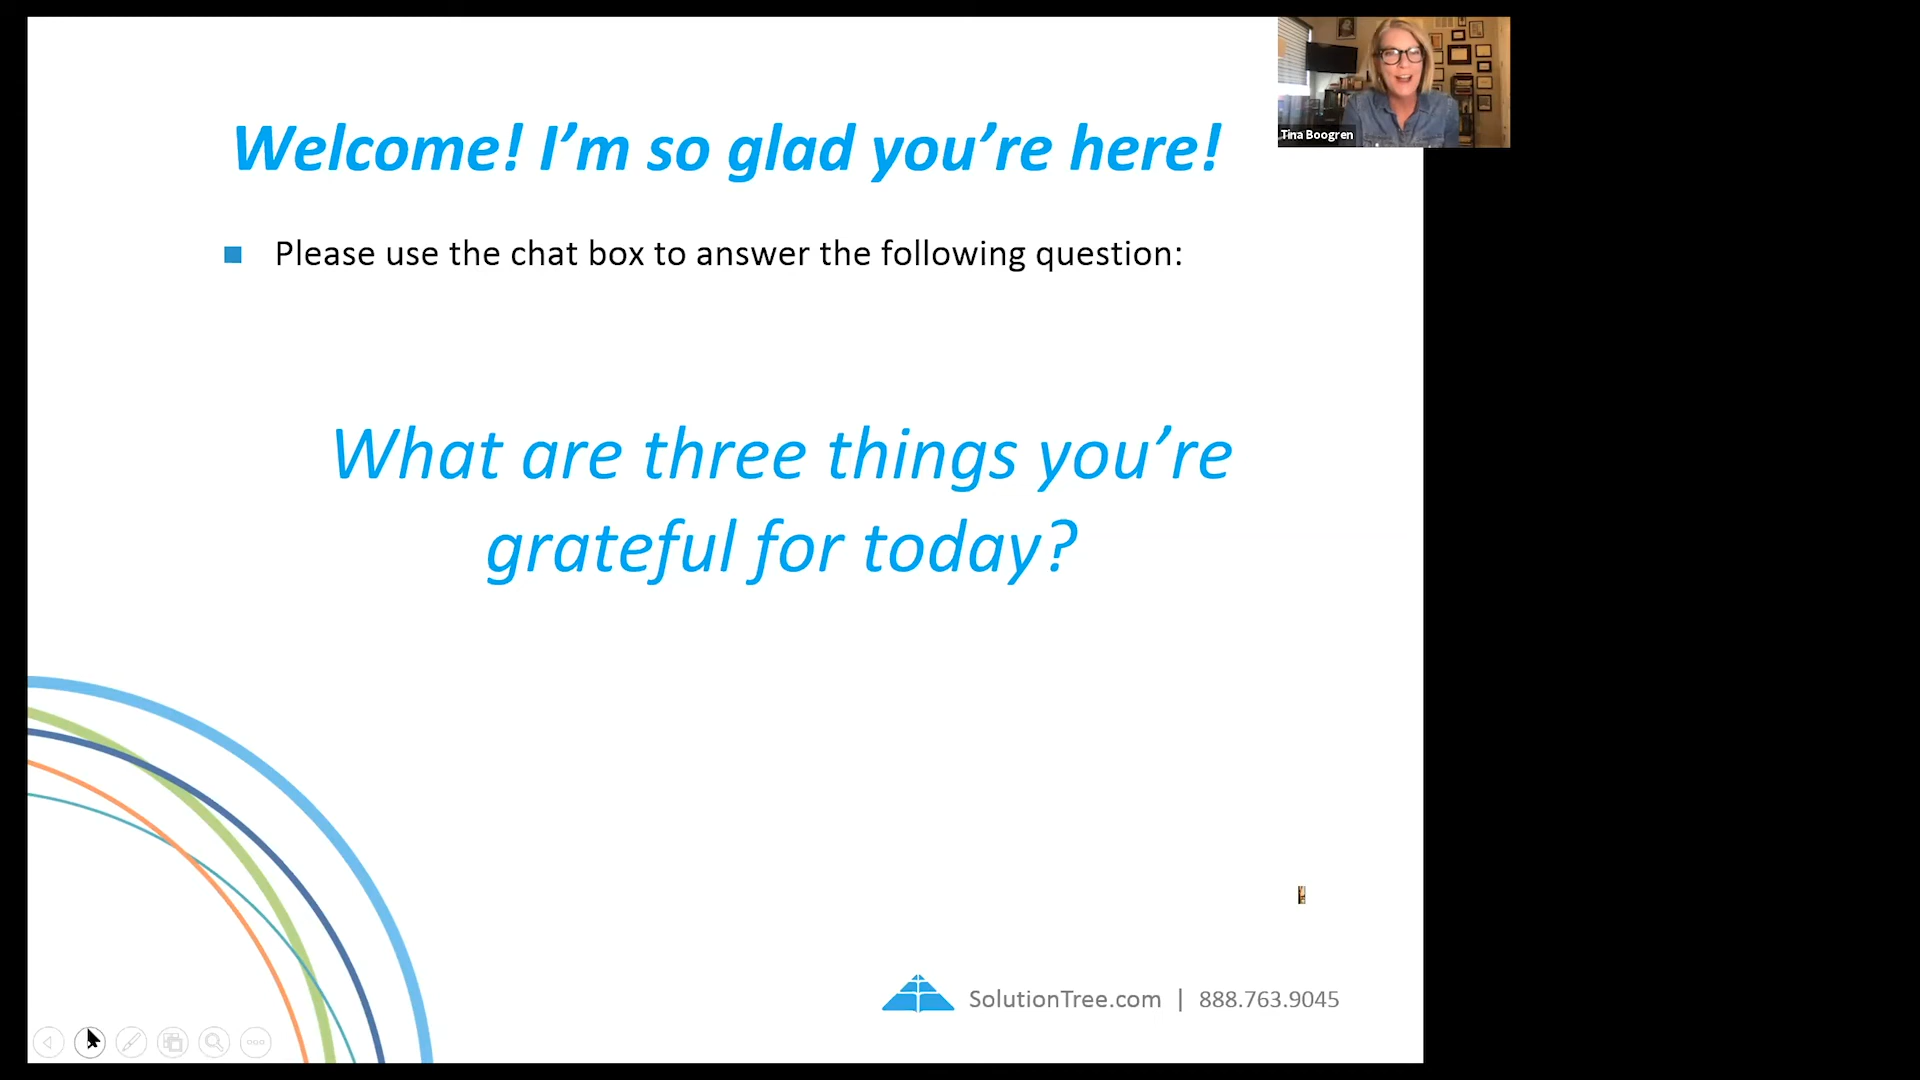 Welcome! I'm so glad you're here!
Please use the chat box to answer the following question:
What are three things you're
grateful for today?
Tina Boogren
SolutionTree.com | 888.763.9045